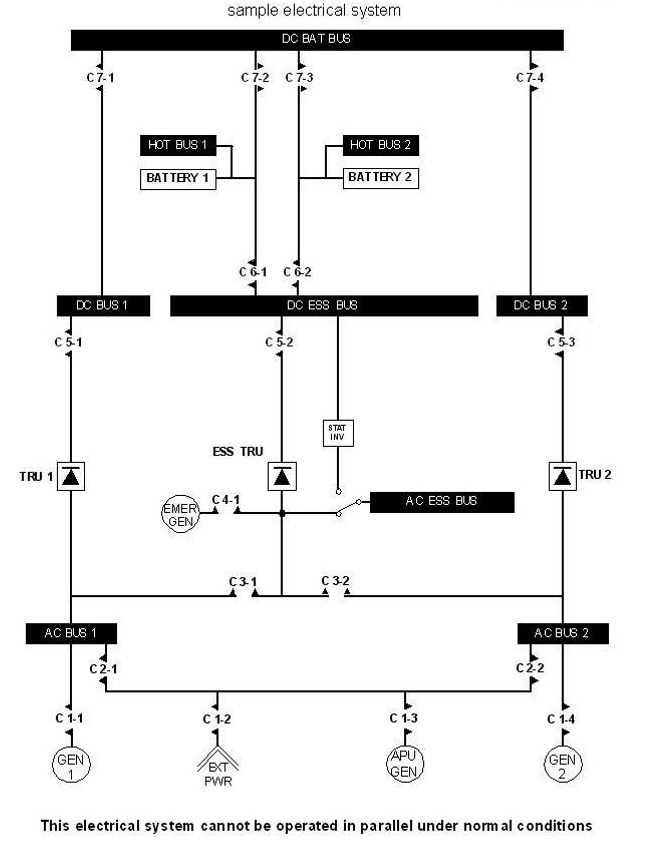 sample electrical system
DC BAT BUS
C 7-1
C 7-2
C 7-3
C 7-4
HOT BUS 1
HOT BUS 2
BATTERY 1
BATTERY 2
C 6-1
C 6-2
DC BUS 1
DC ESS BUS
DC BUS 2
C 5-1
C 5-2
C 5-3
STAT
INV
ESS TRU
TRU 1
TRU 2
C 4-1
EMER
GEN
AC ESS BUS
C 3-1
C 3-2
AC BUS 1
AC BUS 2
C 2-1
C 2-2
C 1-1
C 1-2
C 1-3
C 1-4
GEN
1
EXT
PWR
APU
GEN
GEN
2
This electrical system cannot be operated in parallel under normal conditions